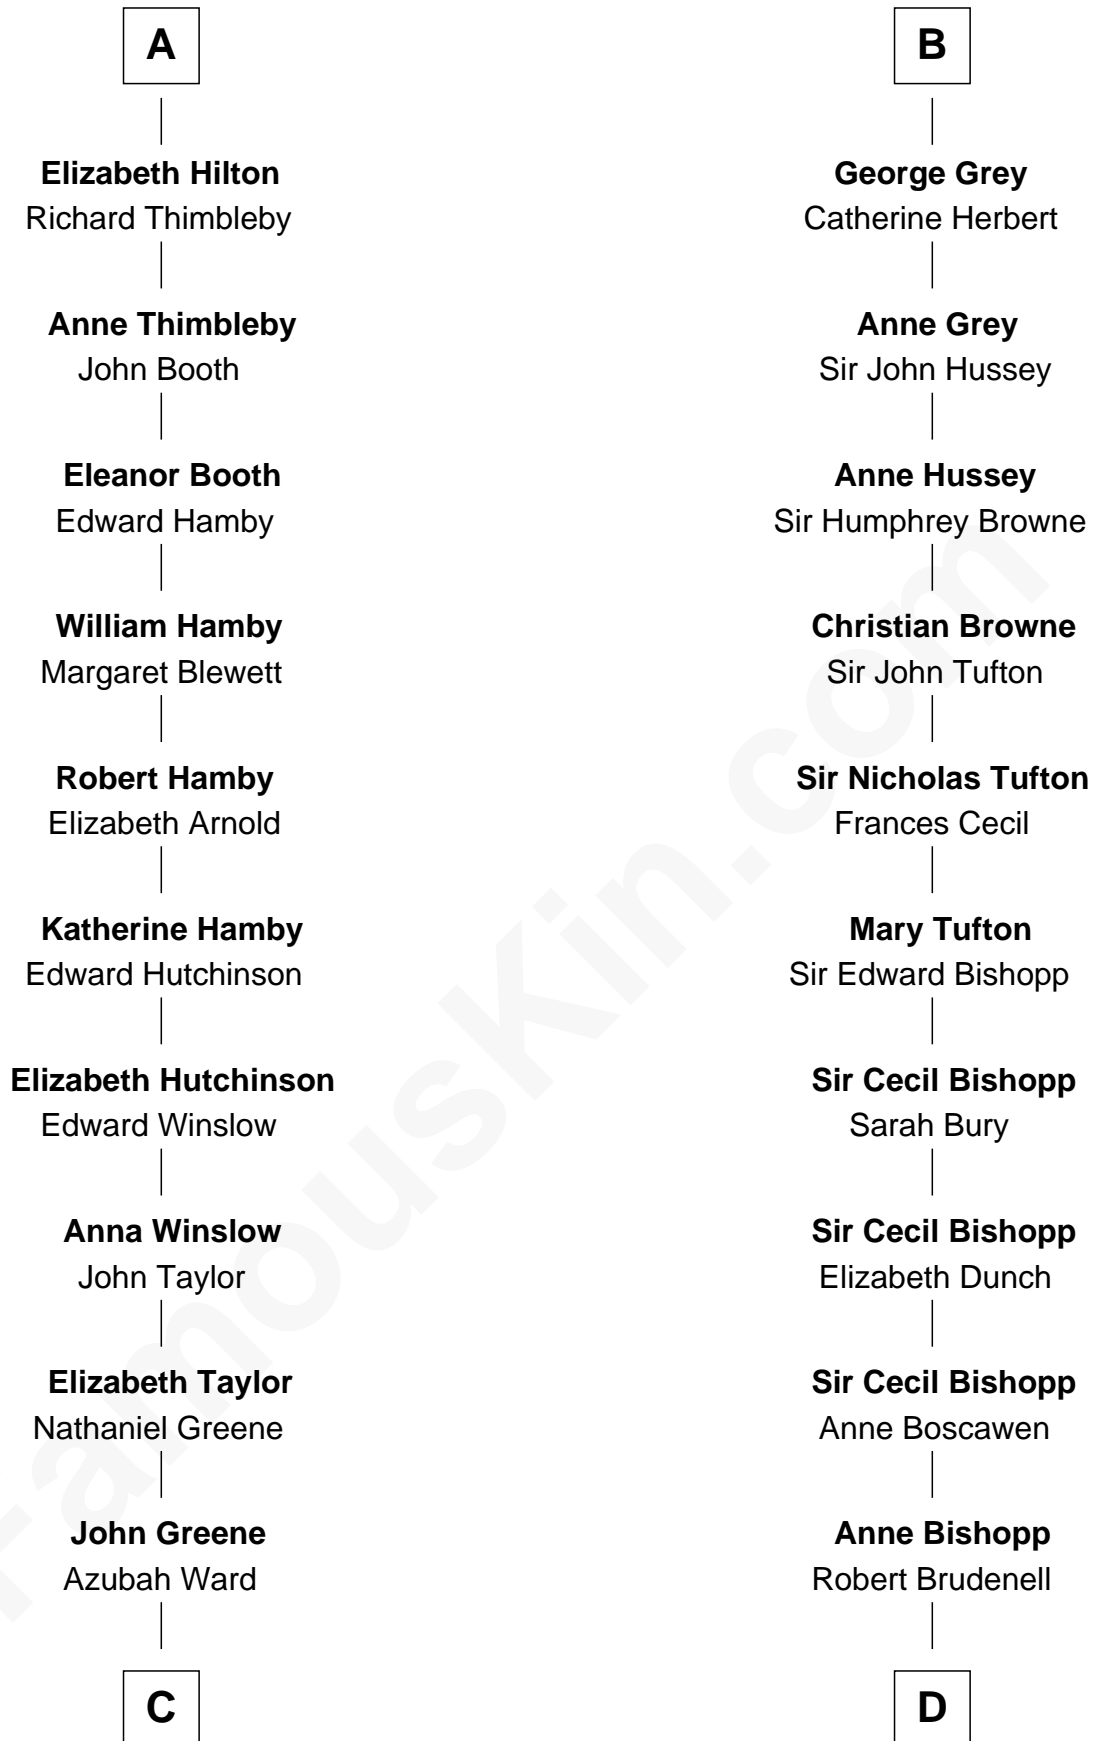 A
Elizabeth Hilton
Richard Thimbleby
Anne Thimbleby
John Booth
Eleanor Booth
Edward Hamby
William Hamby
Margaret Blewett
Robert Hamby
Elizabeth Arnold
Katherine Hamby
Edward Hutchinson
Elizabeth Hutchinson
Edward Winslow
Anna Winslow
John Taylor
Elizabeth Taylor
Nathaniel Greene
John Greene
Azubah Ward
C
B
George Grey
Catherine Herbert
Anne Grey
Sir John Hussey
Anne Hussey
Sir Humphrey Browne
Christian Browne
Sir John Tufton
Sir Nicholas Tufton
Frances Cecil
Mary Tufton
Sir Edward Bishopp
Sir Cecil Bishopp
Sarah Bury
Sir Cecil Bishopp
Elizabeth Dunch
Sir Cecil Bishopp
Anne Boscawen
Anne Bishopp
Robert Brudenell
D
FamousKin.com